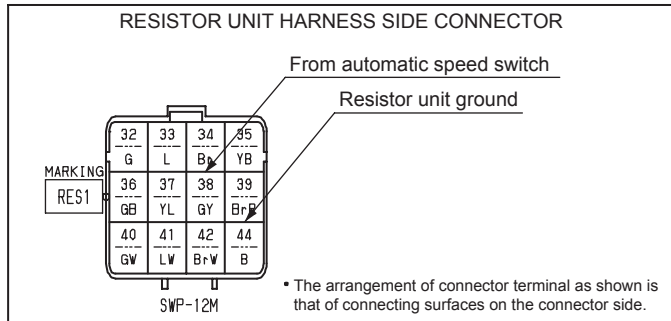 RESISTOR UNIT HARNESS SIDE CONNECTOR
From automatic speed switch
Resistor unit ground
32 33 34 35
G L Br YB
MARKING
RES1
36 37 38 39
GB YL GY BrB
40 41 42 44
GW LW BrW B
SWP-12M
• The arrangement of connector terminal as shown is
that of connecting surfaces on the connector side.